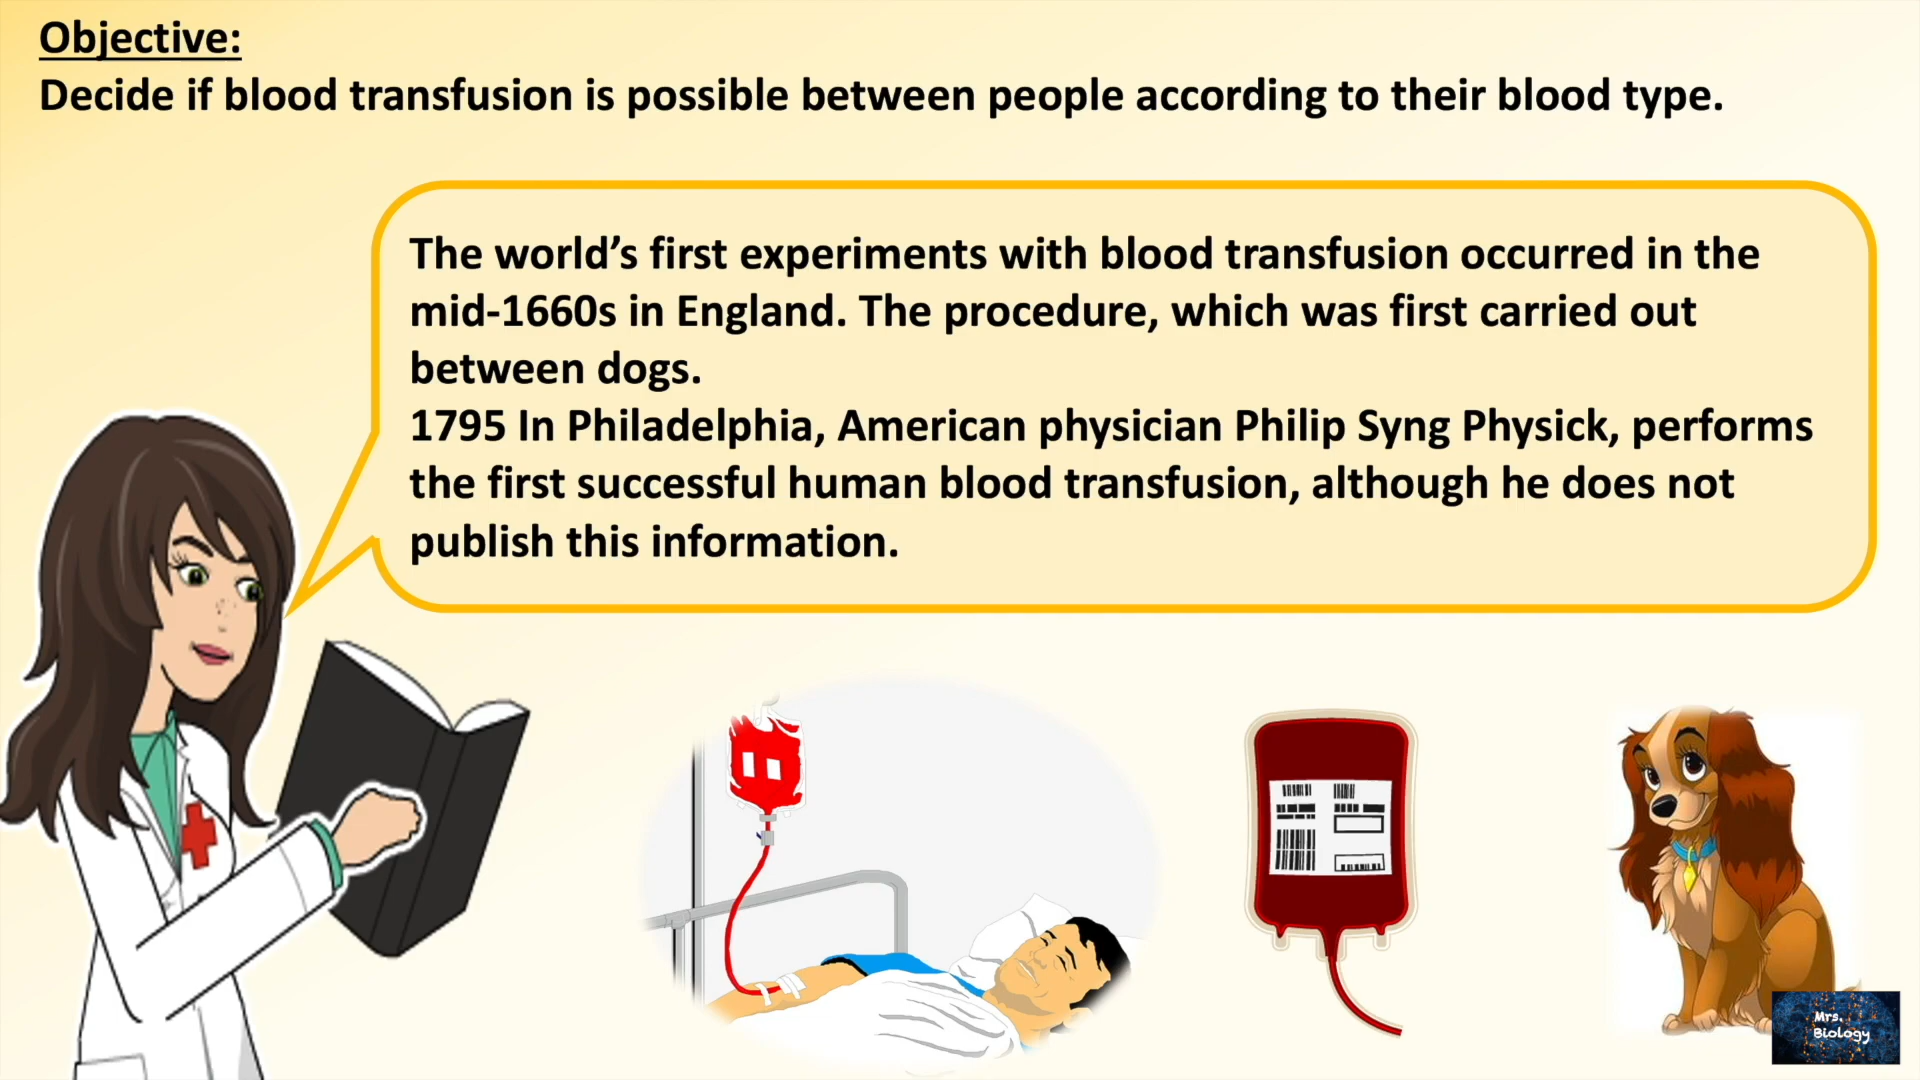 Objective:
Decide if blood transfusion is possible between people according to their blood type.
The world’s first experiments with blood transfusion occurred in the
mid-1660s in England. The procedure, which was first carried out
between dogs.
1795 In Philadelphia, American physician Philip Syng Physick, performs
the first successful human blood transfusion, although he does not
publish this information.
Mrs.
Biology